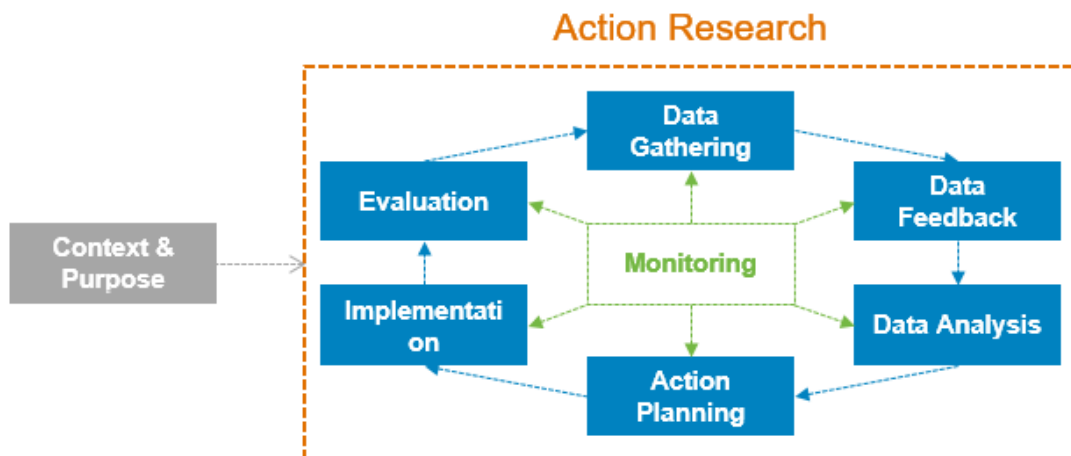 Action Research
Data
Gathering
Evaluation
Data
Feedback
Context &
Purpose
Monitoring
Implementati
on
Data Analysis
Action
Planning